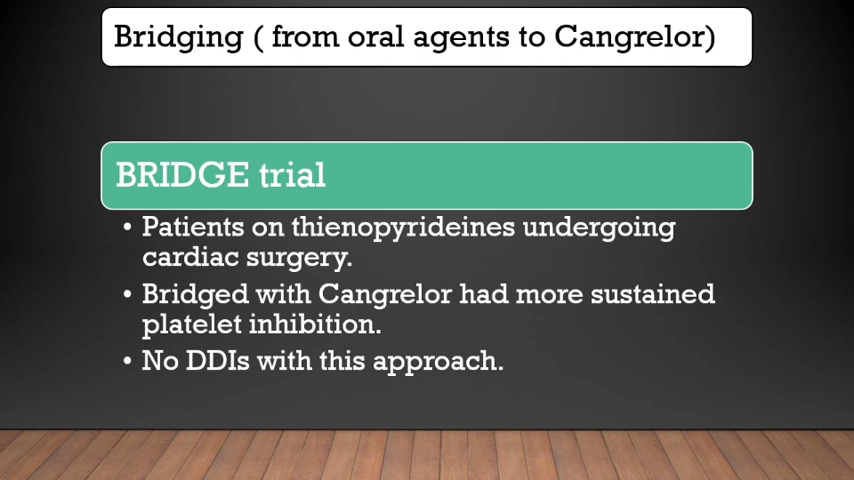 Bridging ( from oral agents to Cangrelor)
BRIDGE trial
• Patients on thienopyrideines undergoing
cardiac surgery.
• Bridged with Cangrelor had more sustained
platelet inhibition.
• No DDIs with this approach.